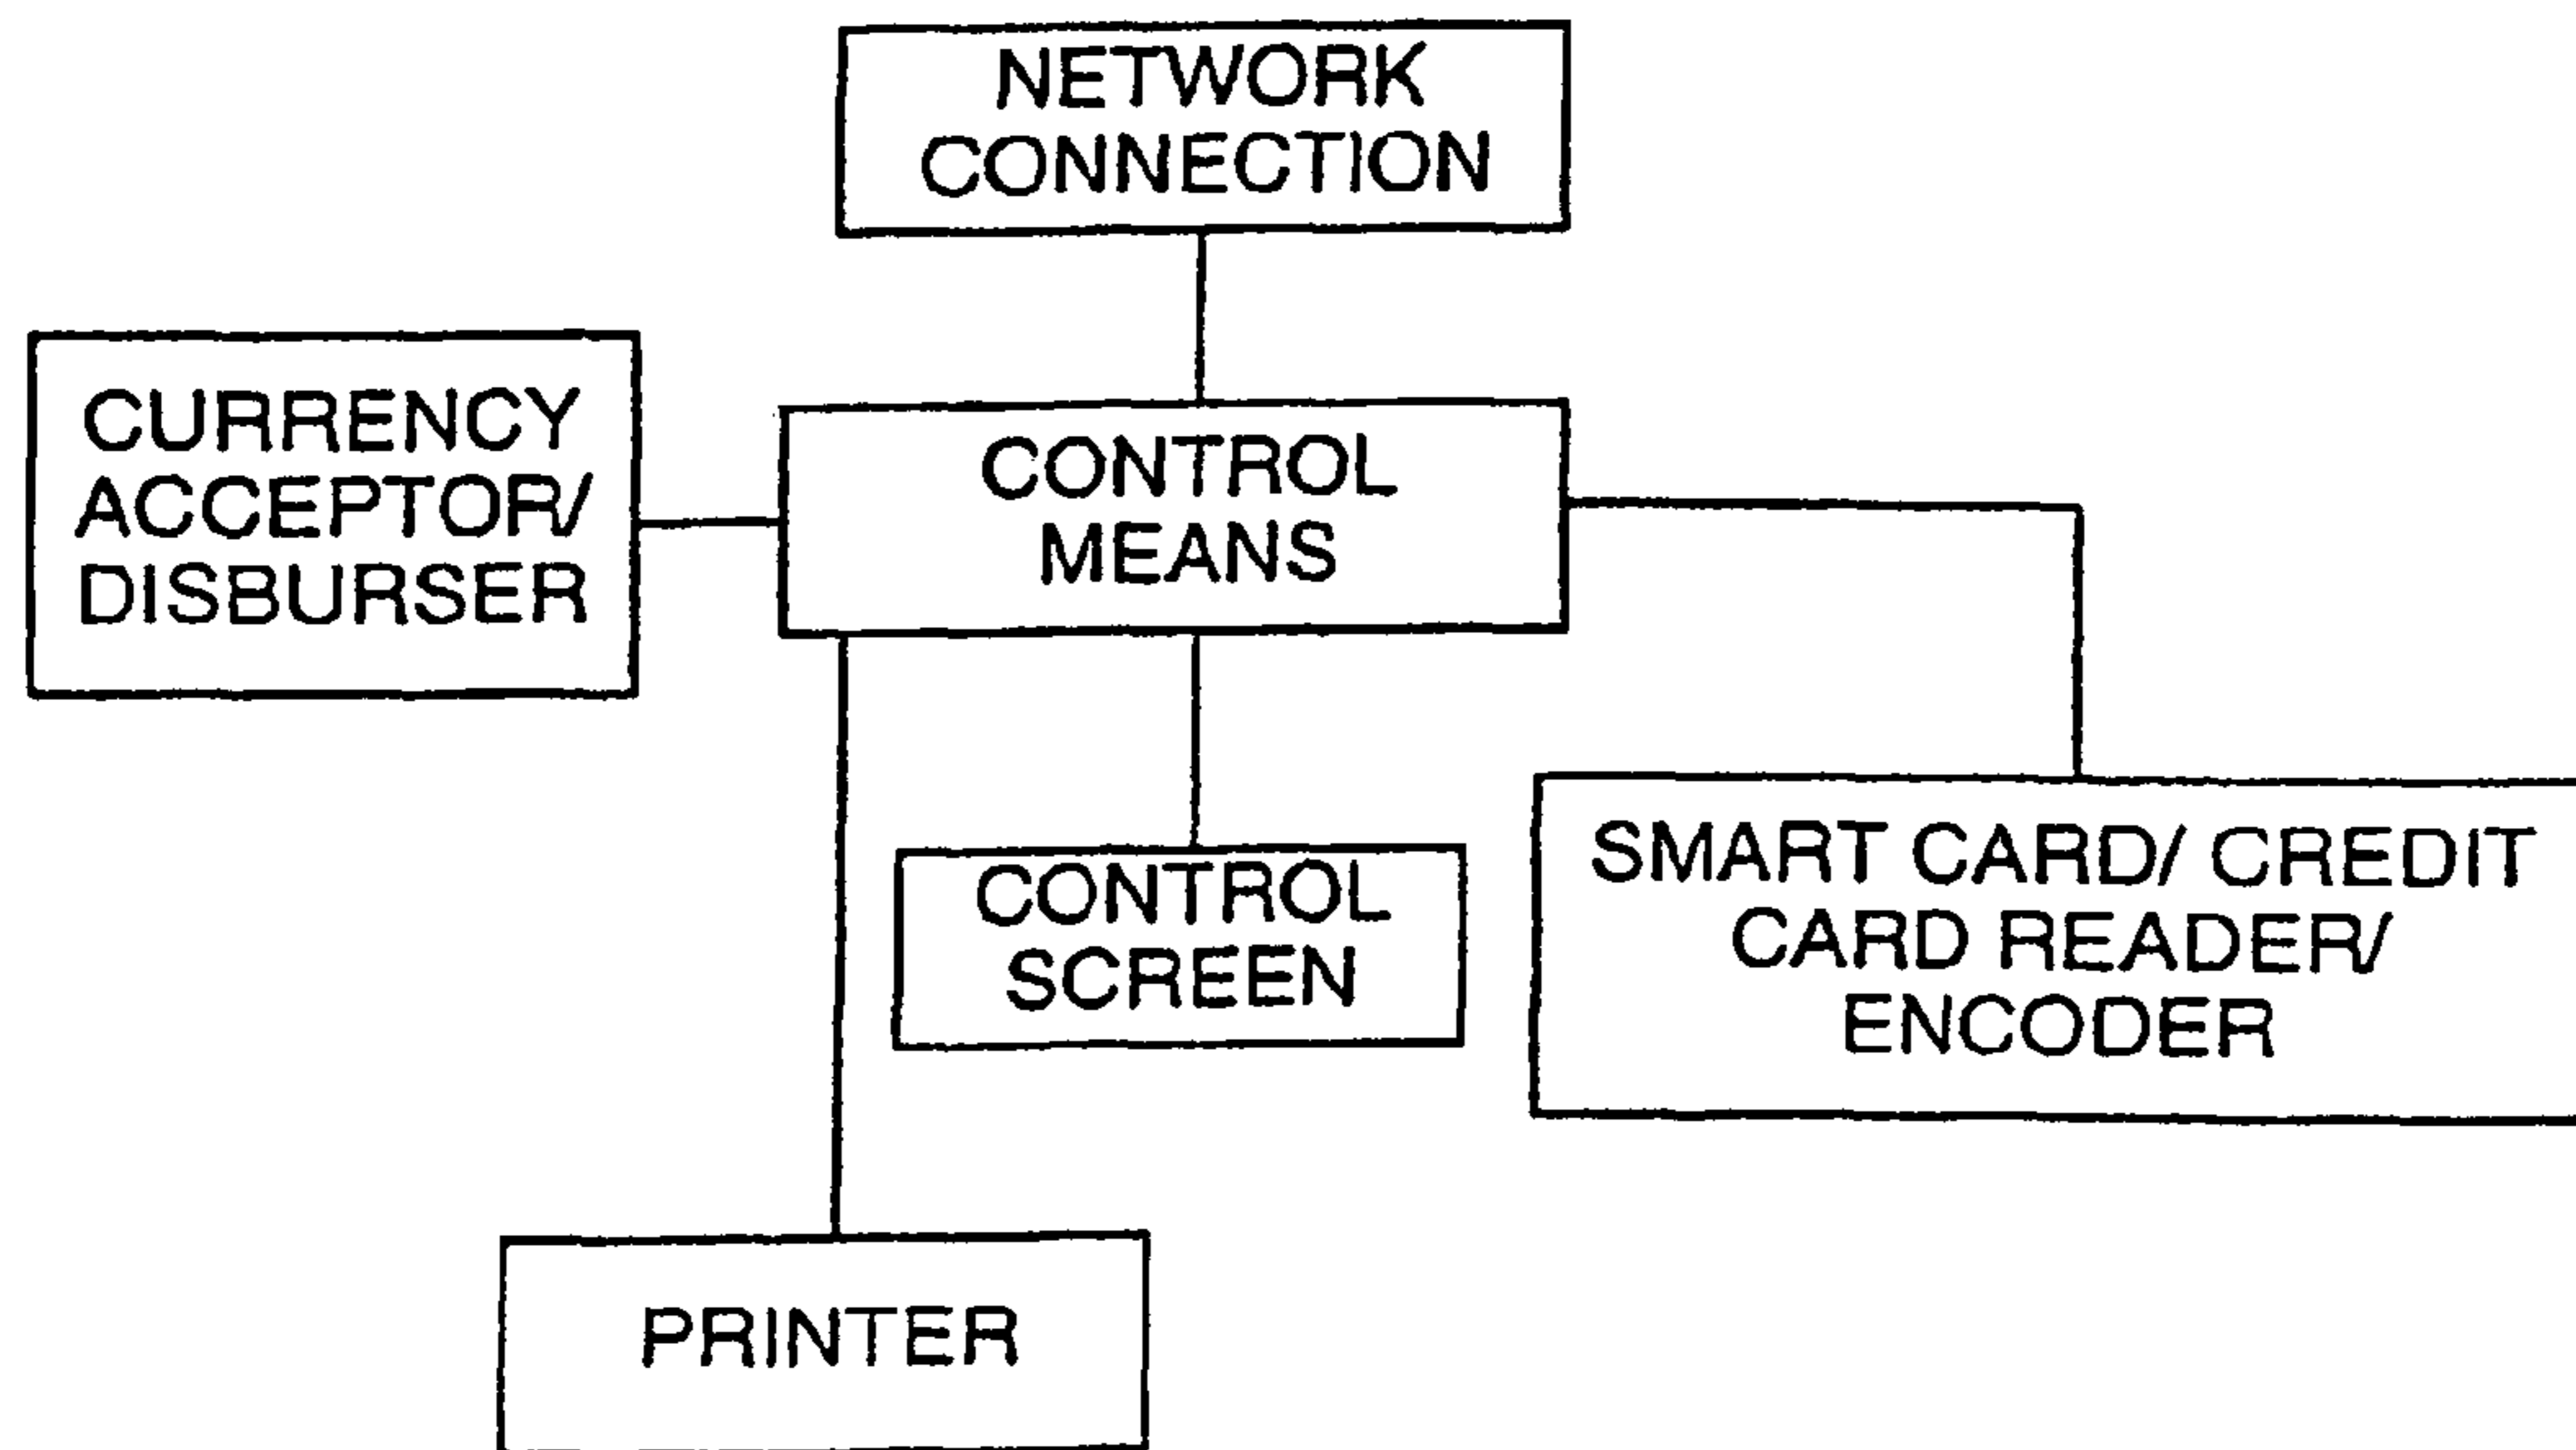 NETWORK
CONNECTION
CURRENCY
ACCEPTOR/
DISBURSER
CONTROL
MEANS
CONTROL
SCREEN
SMART CARD/ CREDIT
CARD READER/
ENCODER
PRINTER